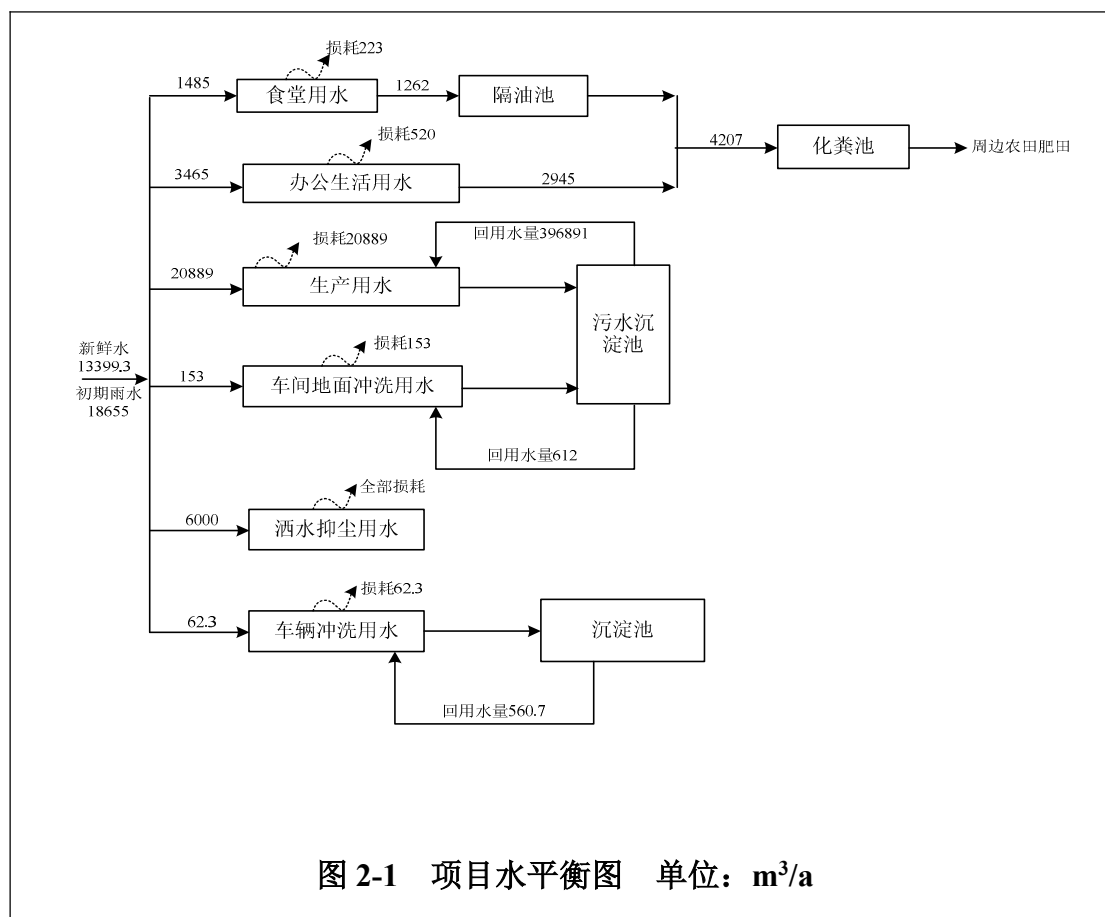 损耗223
1485
食堂用水
1262
隔油池
损耗520
4207
化粪池
周边农田肥田
3465
办公生活用水
2945
损耗20889
回用水量396891
20889
生产用水
污水沉
淀池
新鲜水
13399.3
初期雨水
18655
损耗153
153
车间地面冲洗用水
回用水量612
全部损耗
6000
洒水抑尘用水
损耗62.3
62.3
车辆冲洗用水
沉淀池
回用水量560.7
图 2-1 项目水平衡图 单位：m³/a